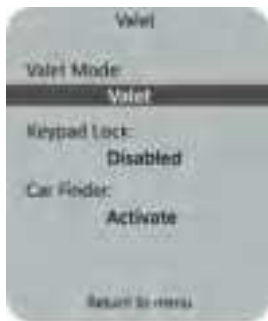 Valet
Valet Mode:
Valet
Keypad Lock:
Disabled
Car Finder:
Activate
Return to menu